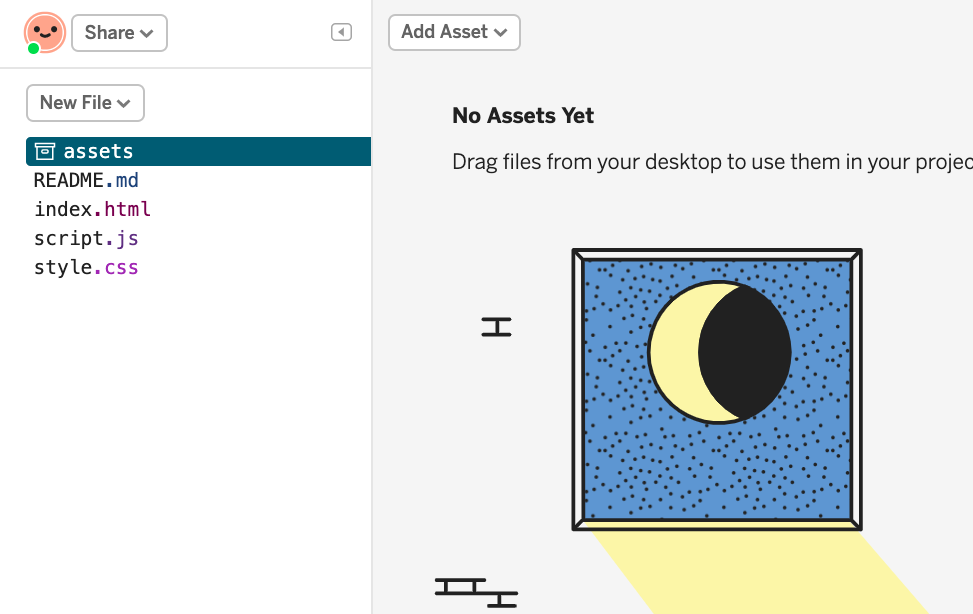 Share
Add Asset
New File
assets
README.md
index.html
script.js
style.css
No Assets Yet
Drag files from your desktop to use them in your